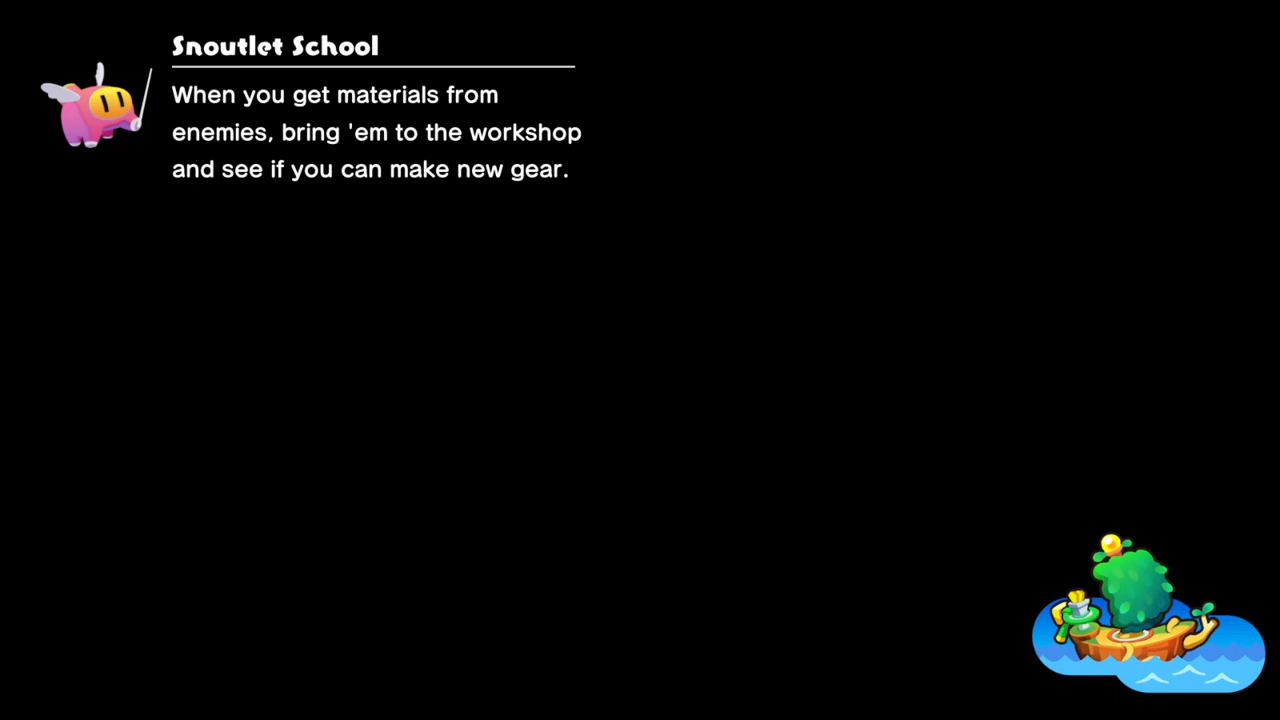 Snoutlet School
When you get materials from
enemies, bring 'em to the workshop
and see if you can make new gear.